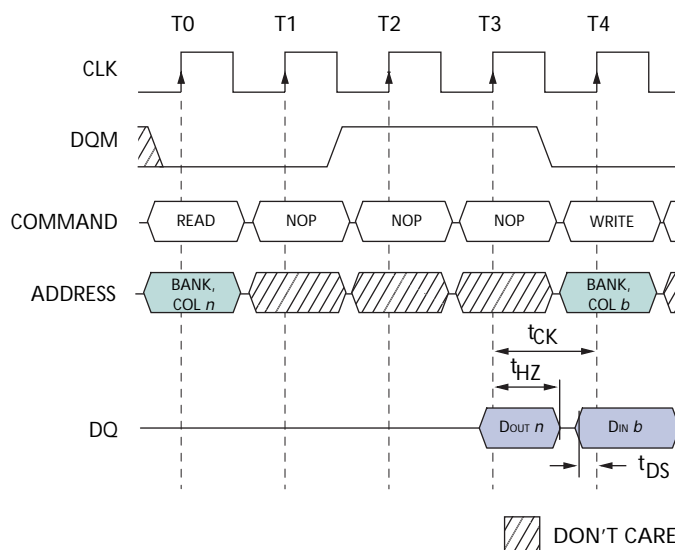 T0 T1 T2 T3 T4
CLK
DQM
COMMAND READ NOP NOP NOP WRITE
ADDRESS BANK, COL n BANK, COL b
tCK
tHZ
DQ DOUT n DIN b
tDS
DON'T CARE